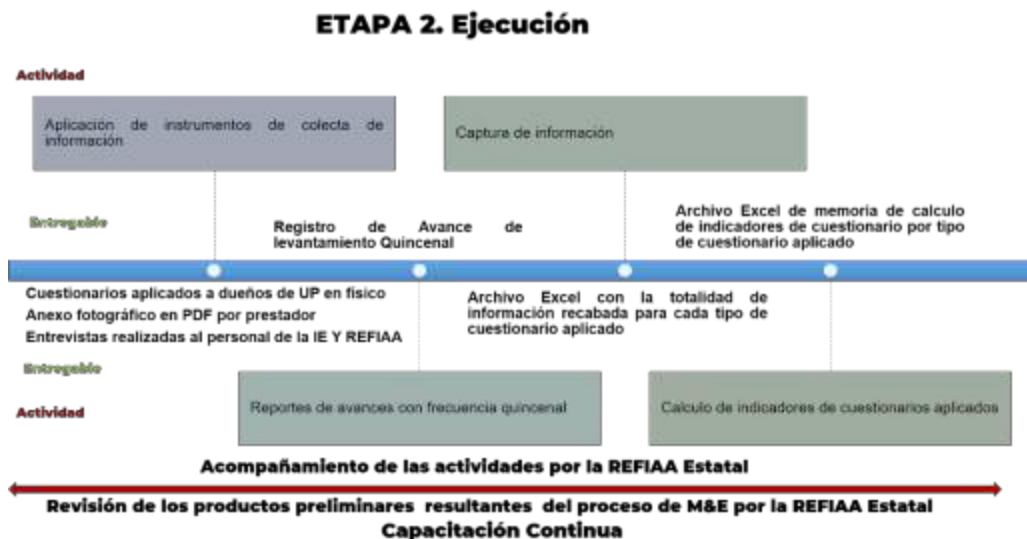 ETAPA 2. Ejecución
Actividad
Aplicación de instrumentos de colecta de
información
Captura de información
Entregable
Registro de Avance de
levantamiento Quincenal
Archivo Excel de memoria de calculo
de indicadores de cuestionario por tipo
de cuestionario aplicado
Cuestionarios aplicados a dueños de UP en físico
Anexo fotográfico en PDF por prestador
Entrevistas realizadas al personal de la IE Y REFIAA
Archivo Excel con la totalidad de
información recabada para cada tipo de
cuestionario aplicado
Entregable
Actividad
Reportes de avances con frecuencia quincenal
Calculo de indicadores de cuestionarios aplicados
Acompañamiento de las actividades por la REFIAA Estatal
Revisión de los productos preliminares resultantes del proceso de M&E por la REFIAA Estatal
Capacitación Continua